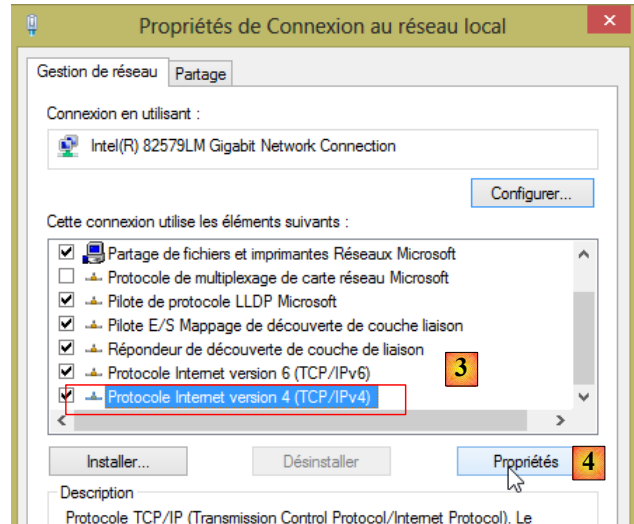 Propriétés de Connexion au réseau local
Gestion de réseau Partage
Connexion en utilisant :
Intel(R) 82579LM Gigabit Network Connection
Configurer...
Cette connexion utilise les éléments suivants :
Partage de fichiers et imprimantes Réseaux Microsoft
Protocole de multiplexage de carte réseau Microsoft
Pilote de protocole LLDP Microsoft
Pilote E/S Mappage de découverte de couche liaison
Répondeur de découverte de couche de liaison
Protocole Internet version 6 (TCP/IPv6)
3
Protocole Internet version 4 (TCP/IPv4)
Installer... Désinstaller Propriétés 4
Description
Protocole TCP/IP (Transmission Control Protocol/Internet Protocol). Le